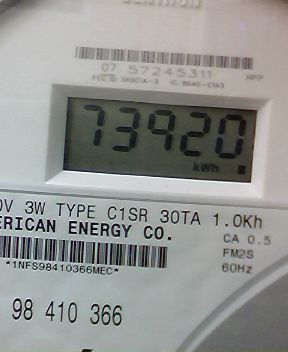 07 57245311
HPP
73920
kWh
0V 3W TYPE C1SR 30TA 1.0Kh
ERICAN ENERGY CO.
CA 0.5
FM2S
60Hz
*1NFS98410366MEC*
98 410 366